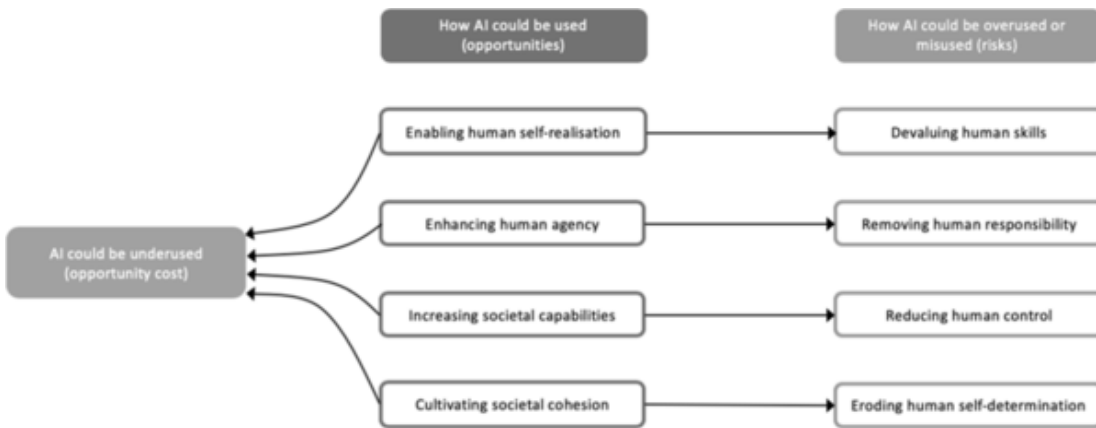 How AI could be used
(opportunities)
How AI could be overused or
misused (risks)
Enabling human self-realisation
Devaluing human skills
Enhancing human agency
Removing human responsibility
AI could be underused
(opportunity cost)
Increasing societal capabilities
Reducing human control
Cultivating societal cohesion
Eroding human self-determination